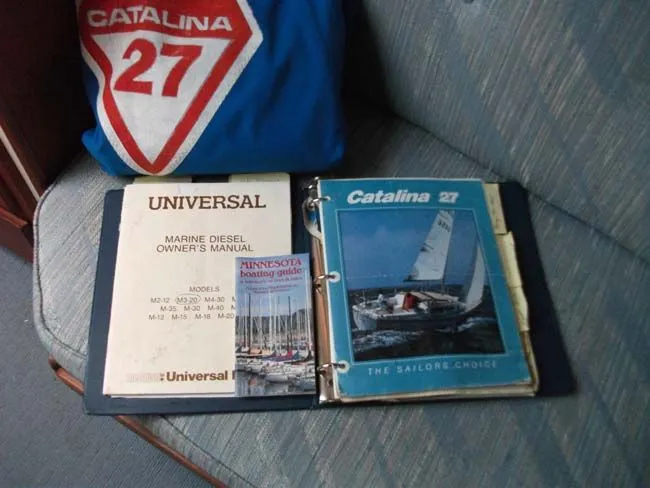 CATALINA
27
UNIVERSAL
MARINE DIESEL
OWNER'S MANUAL
MODELS
M2-12 M3-20 M4-30
M-35 M-30 M-40
M-12 M-15 M-18 M-20
Universal
MINNESOTA
boating guide
Catalina 27
THE SAILORS CHOICE